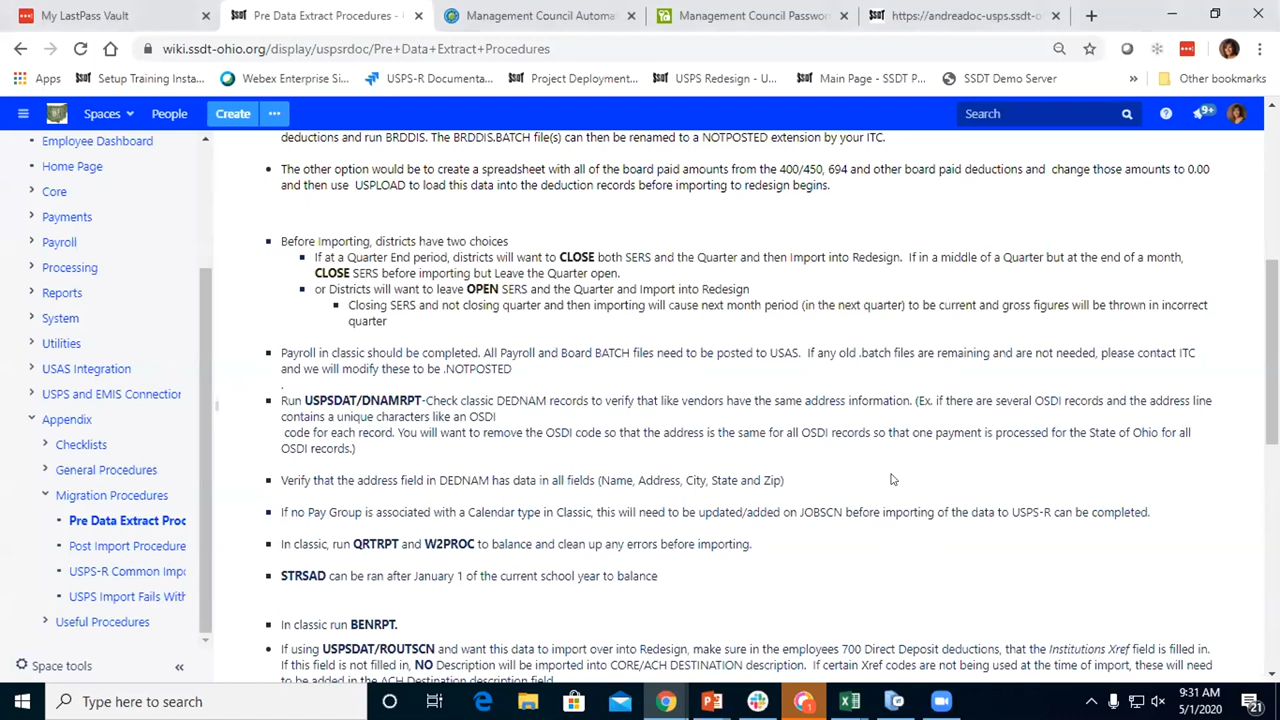 My LastPass Vault
Pre Data Extract Procedures -
Management Council Automa
Management Council Passwor
https://andreadoc-usps.ssdt-o
wiki.ssdt-ohio.org/display/uspsrdoc/Pre+Data+Extract+Procedures
Apps
Setup Training Insta...
Webex Enterprise Si...
USPS-R Documenta...
Project Deployment...
USPS Redesign - U...
Main Page - SSDT P...
SSDT Demo Server
»
Other bookmarks
Spaces
People
Create
Search
9+
Employee Dashboard
Home Page
Core
Payments
Payroll
Processing
Reports
System
Utilities
USAS Integration
USPS and EMIS Connection
Appendix
Checklists
General Procedures
Migration Procedures
Pre Data Extract Proc
Post Import Procedure
USPS-R Common Impo
USPS Import Fails With
Useful Procedures
Space tools
«
deductions and run BRDDIS. The BRDDIS.BATCH file(s) can then be renamed to a NOTPOSTED extension by your ITC.
The other option would be to create a spreadsheet with all of the board paid amounts from the 400/450, 694 and other board paid deductions and change those amounts to 0.00
and then use USPLOAD to load this data into the deduction records before importing to redesign begins.
Before Importing, districts have two choices
If at a Quarter End period, districts will want to CLOSE both SERS and the Quarter and then Import into Redesign. If in a middle of a Quarter but at the end of a month,
CLOSE SERS before importing but Leave the Quarter open.
or Districts will want to leave OPEN SERS and the Quarter and Import into Redesign
Closing SERS and not closing quarter and then importing will cause next month period (in the next quarter) to be current and gross figures will be thrown in incorrect
quarter
Payroll in classic should be completed. All Payroll and Board BATCH files need to be posted to USAS. If any old .batch files are remaining and are not needed, please contact ITC
and we will modify these to be .NOTPOSTED
.
Run USPSDAT/DNAMRPT-Check classic DEDNAM records to verify that like vendors have the same address information. (Ex. if there are several OSDI records and the address line
contains a unique characters like an OSDI
code for each record. You will want to remove the OSDI code so that the address is the same for all OSDI records so that one payment is processed for the State of Ohio for all
OSDI records.)
Verify that the address field in DEDNAM has data in all fields (Name, Address, City, State and Zip)
If no Pay Group is associated with a Calendar type in Classic, this will need to be updated/added on JOBSCN before importing of the data to USPS-R can be completed.
In classic, run QRTRPT and W2PROC to balance and clean up any errors before importing.
STRSAD can be ran after January 1 of the current school year to balance
In classic run BENRPT.
If using USPSDAT/ROUTSCN and want this data to import over into Redesign, make sure in the employees 700 Direct Deposit deductions, that the Institutions Xref field is filled in.
If this field is not filled in, NO Description will be imported into CORE/ACH DESTINATION description. If certain Xref codes are not being used at the time of import, these will need
to be added in the ACH Destination description field
Type here to search
9:31 AM
5/1/2020
21